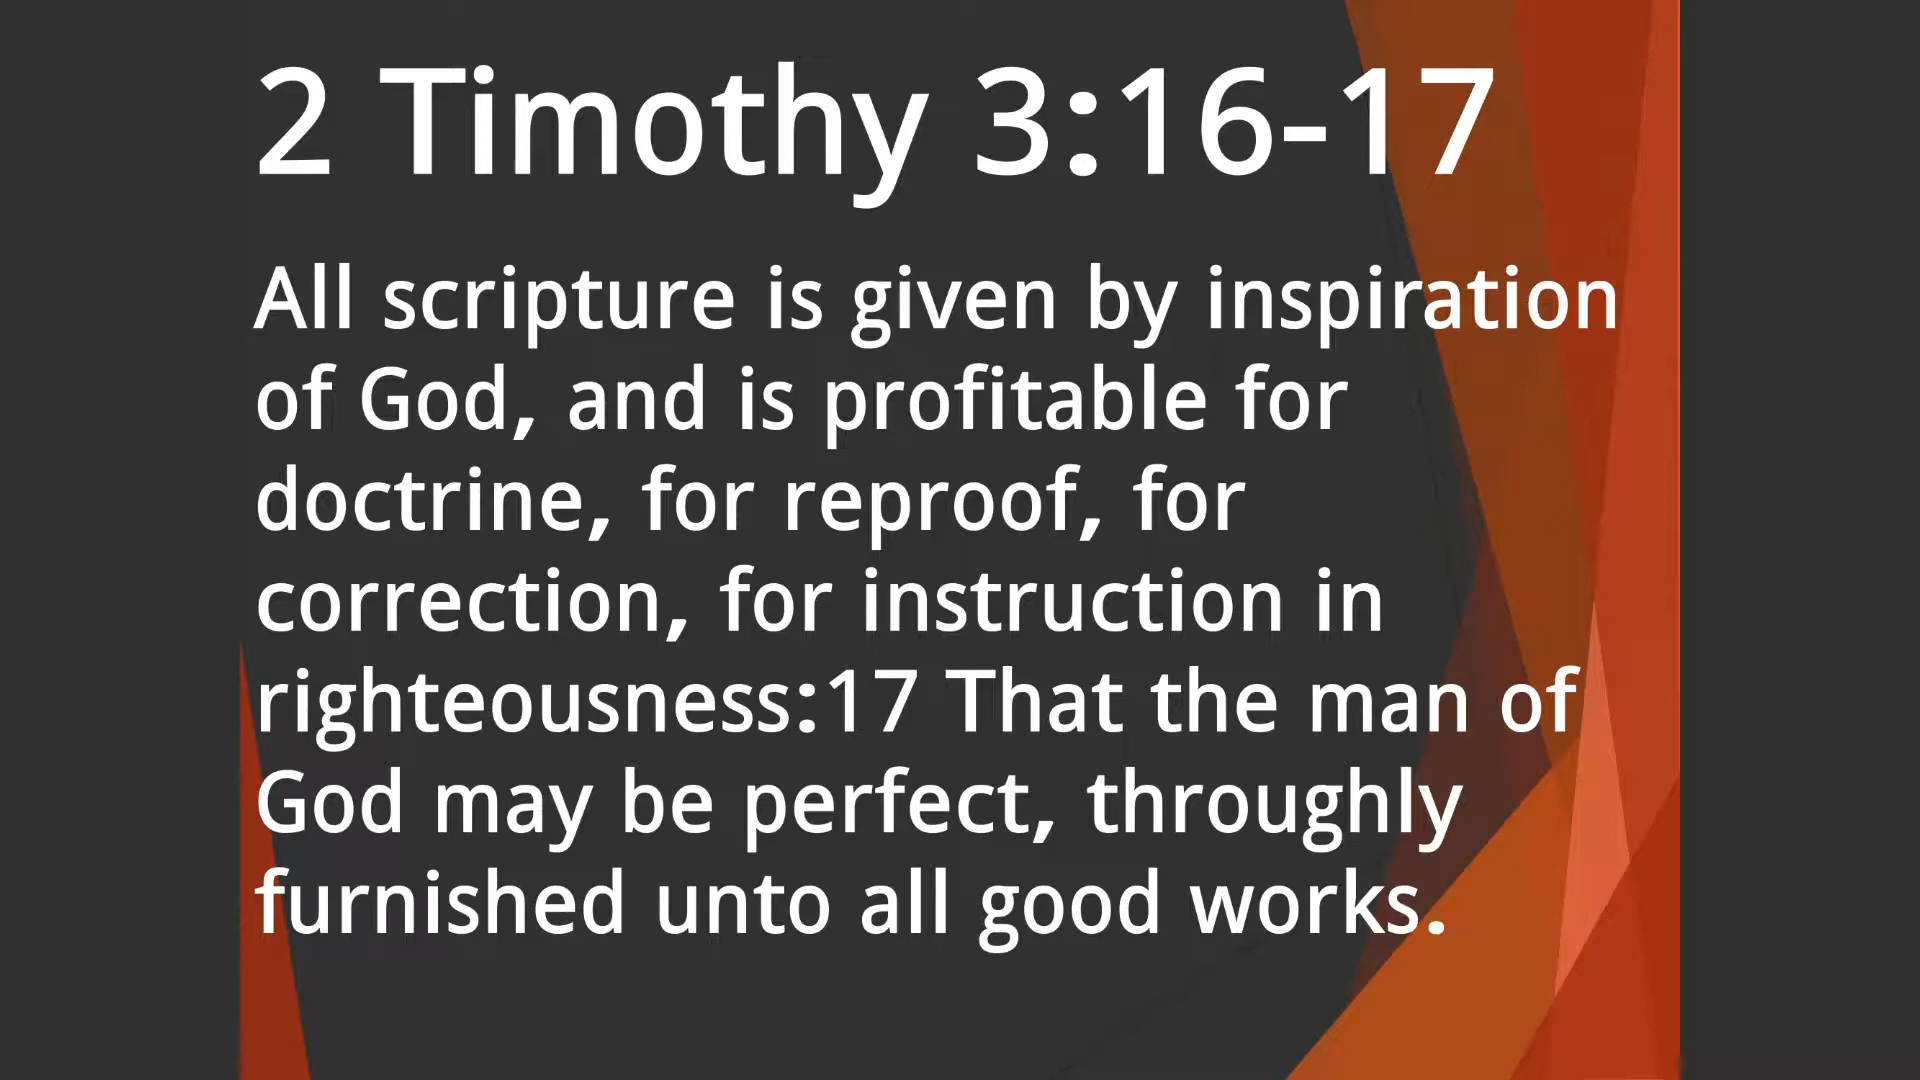 2 Timothy 3:16-17
All scripture is given by inspiration
of God, and is profitable for
doctrine, for reproof, for
correction, for instruction in
righteousness:17 That the man of
God may be perfect, throughly
furnished unto all good works.